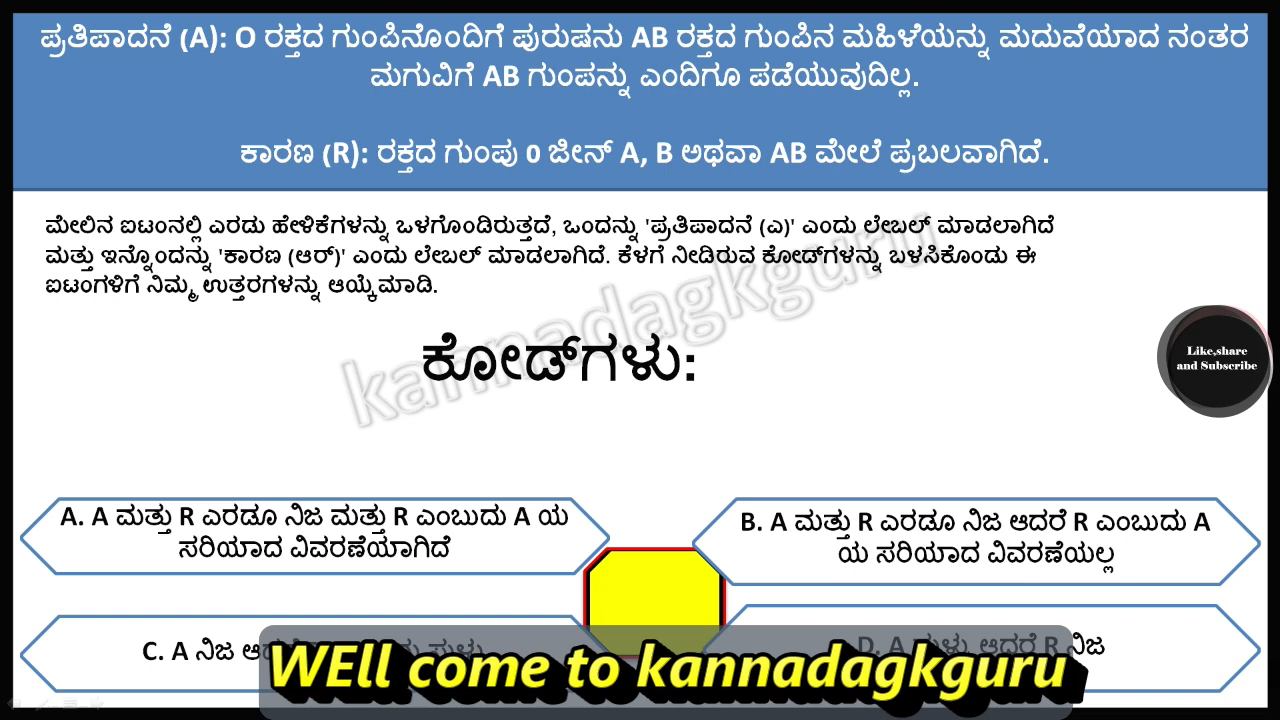 ಪ್ರತಿಪಾದನೆ (A): O ರಕ್ತದ ಗುಂಪಿನೊಂದಿಗೆ ಪುರುಷನು AB ರಕ್ತದ ಗುಂಪಿನ ಮಹಿಳೆಯನ್ನು ಮದುವೆಯಾದ ನಂತರ
ಮಗುವಿಗೆ AB ಗುಂಪನ್ನು ಎಂದಿಗೂ ಪಡೆಯುವುದಿಲ್ಲ.
ಕಾರಣ (R): ರಕ್ತದ ಗುಂಪು 0 ಜೀನ್ A, B ಅಥವಾ AB ಮೇಲೆ ಪ್ರಬಲವಾಗಿದೆ.
ಮೇಲಿನ ಐಟಂನಲ್ಲಿ ಎರಡು ಹೇಳಿಕೆಗಳನ್ನು ಒಳಗೊಂಡಿರುತ್ತದೆ, ಒಂದನ್ನು 'ಪ್ರತಿಪಾದನೆ (ಎ)' ಎಂದು ಲೇಬಲ್ ಮಾಡಲಾಗಿದೆ
ಮತ್ತು ಇನ್ನೊಂದನ್ನು 'ಕಾರಣ (ಆರ್)' ಎಂದು ಲೇಬಲ್ ಮಾಡಲಾಗಿದೆ. ಕೆಳಗೆ ನೀಡಿರುವ ಕೋಡ್‌ಗಳನ್ನು ಬಳಸಿಕೊಂಡು ಈ
ಐಟಂಗಳಿಗೆ ನಿಮ್ಮ ಉತ್ತರಗಳನ್ನು ಆಯ್ಕೆಮಾಡಿ.
kannadagkguru
ಕೋಡ್‌ಗಳು:
Like,share
and Subscribe
A. A ಮತ್ತು R ಎರಡೂ ನಿಜ ಮತ್ತು R ಎಂಬುದು A ಯ
ಸರಿಯಾದ ವಿವರಣೆಯಾಗಿದೆ
B. A ಮತ್ತು R ಎರಡೂ ನಿಜ ಆದರೆ R ಎಂಬುದು A
ಯ ಸರಿಯಾದ ವಿವರಣೆಯಲ್ಲ
C. A ನಿಜ
D. A ಆದರೆ R ನಿಜ
WEll come to kannadagkguru